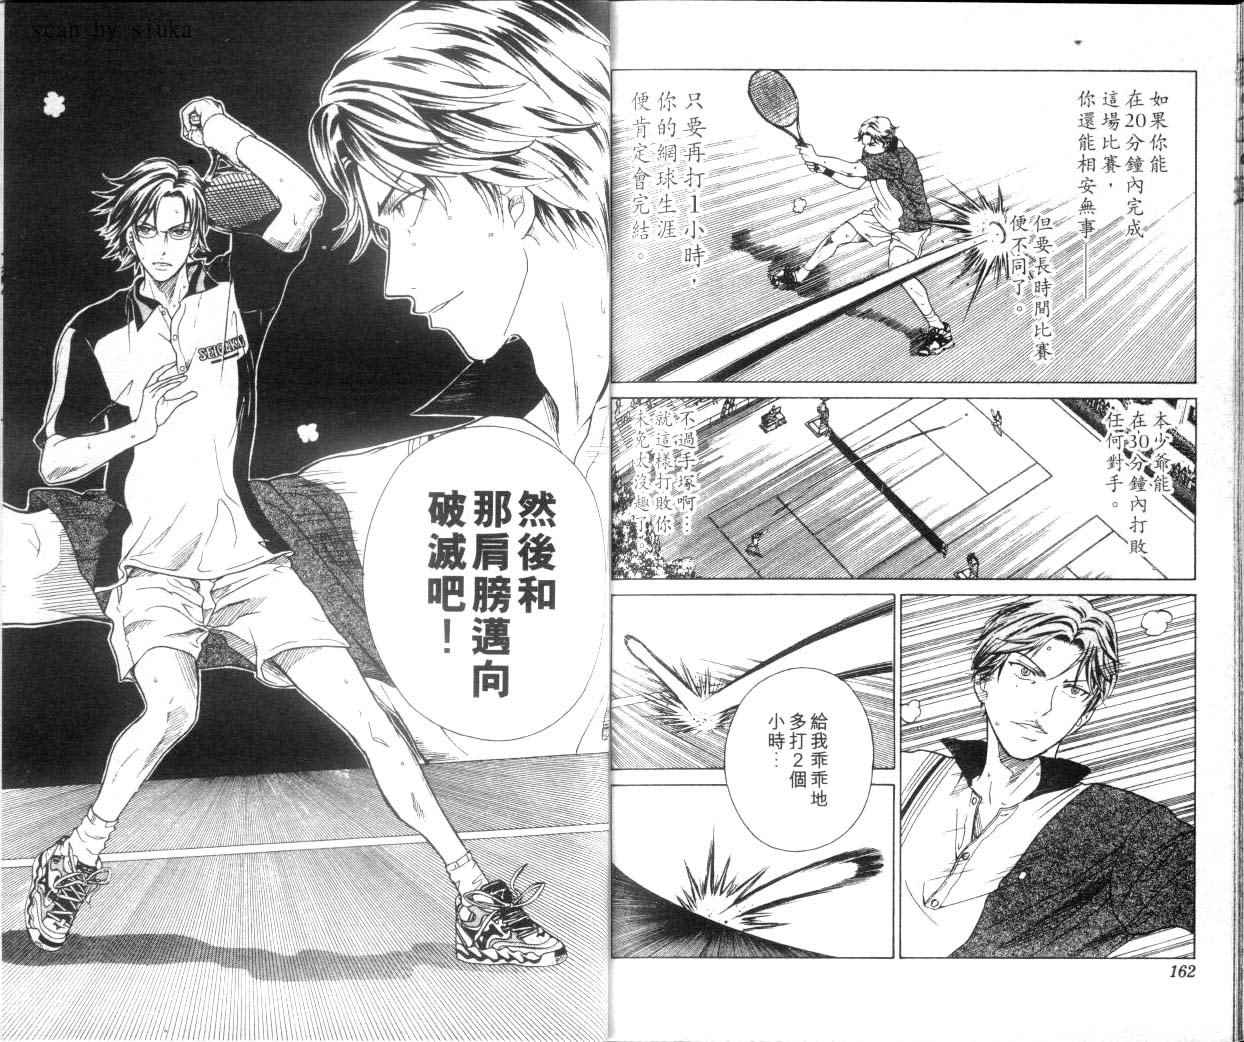 如果你能
在20分鐘內完成
這場比賽，
你還能相安無事——
但要長時間比賽
便不同了。
只要再打1小時，
你的網球生涯
便肯定會完結。
本少爺能
在30分鐘內打敗
任何對手。
不過手塚啊…
就這樣打敗你
未免太沒趣了
給我乖乖地
多打2個
小時…
162
scan by siuka
SEIGAKU
然後和
那肩膀邁向
破滅吧！